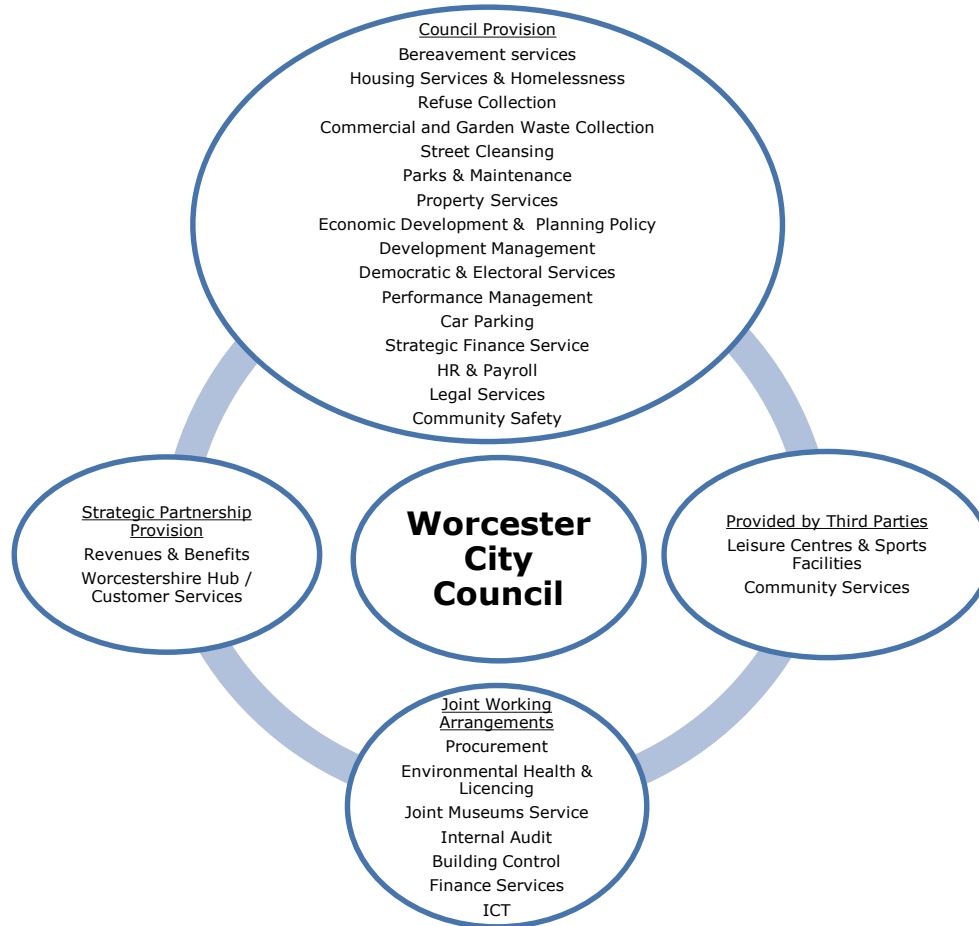 Council Provision
Bereavement services
Housing Services & Homelessness
Refuse Collection
Commercial and Garden Waste Collection
Street Cleansing
Parks & Maintenance
Property Services
Economic Development &  Planning Policy
Development Management
Democratic & Electoral Services
Performance Management
Car Parking
Strategic Finance Service
HR & Payroll
Legal Services
Community Safety
Strategic Partnership
Provision
Revenues & Benefits
Worcestershire Hub /
Customer Services
Worcester
City
Council
Provided by Third Parties
Leisure Centres & Sports
Facilities
Community Services
Joint Working
Arrangements
Procurement
Environmental Health &
Licencing
Joint Museums Service
Internal Audit
Building Control
Finance Services
ICT